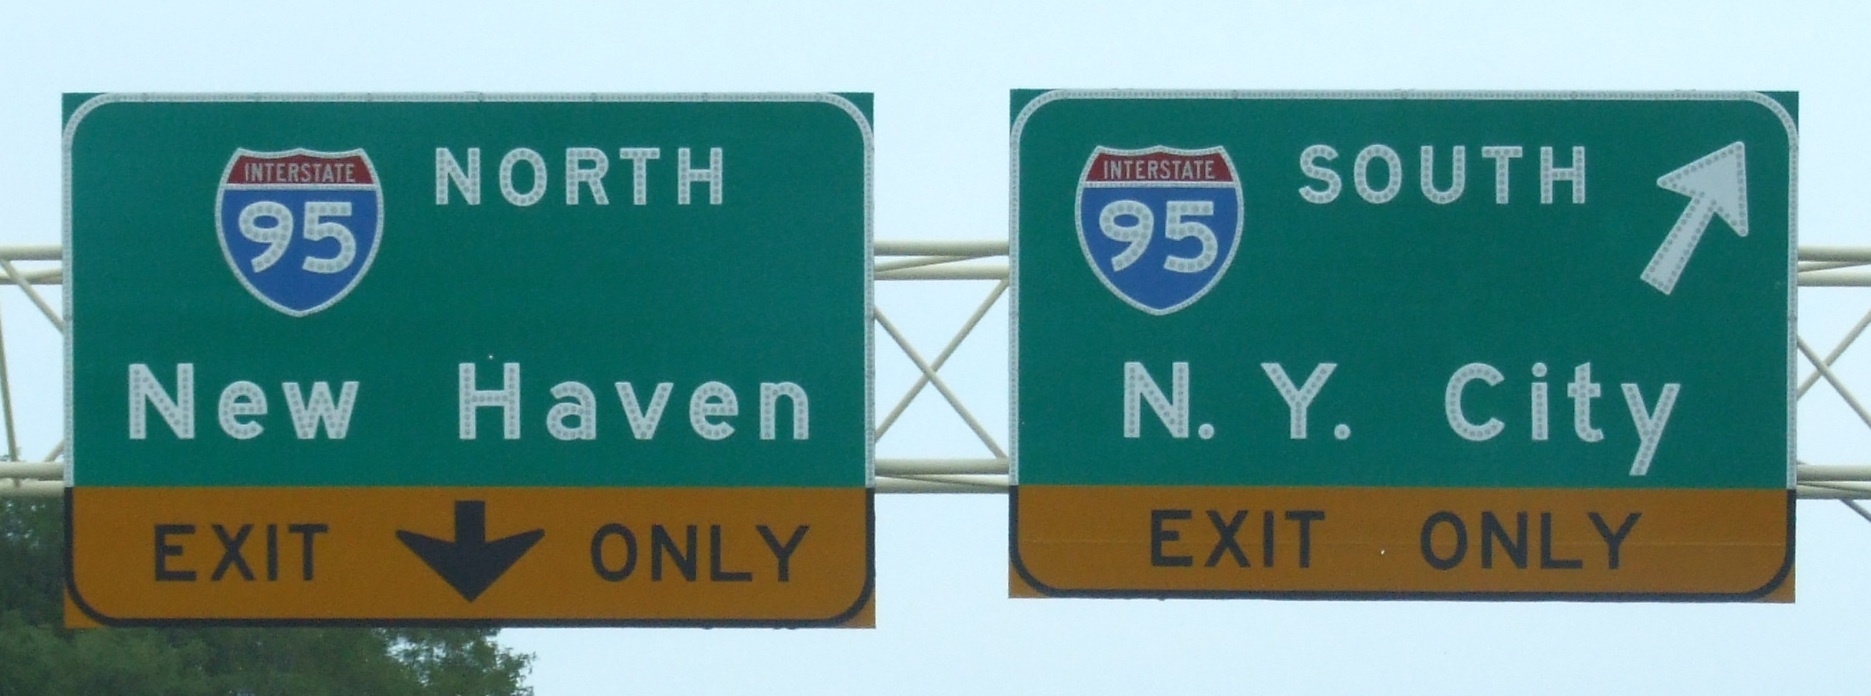 INTERSTATE
95
NORTH
New Haven
EXIT ONLY
INTERSTATE
95
SOUTH
N. Y. City
EXIT ONLY